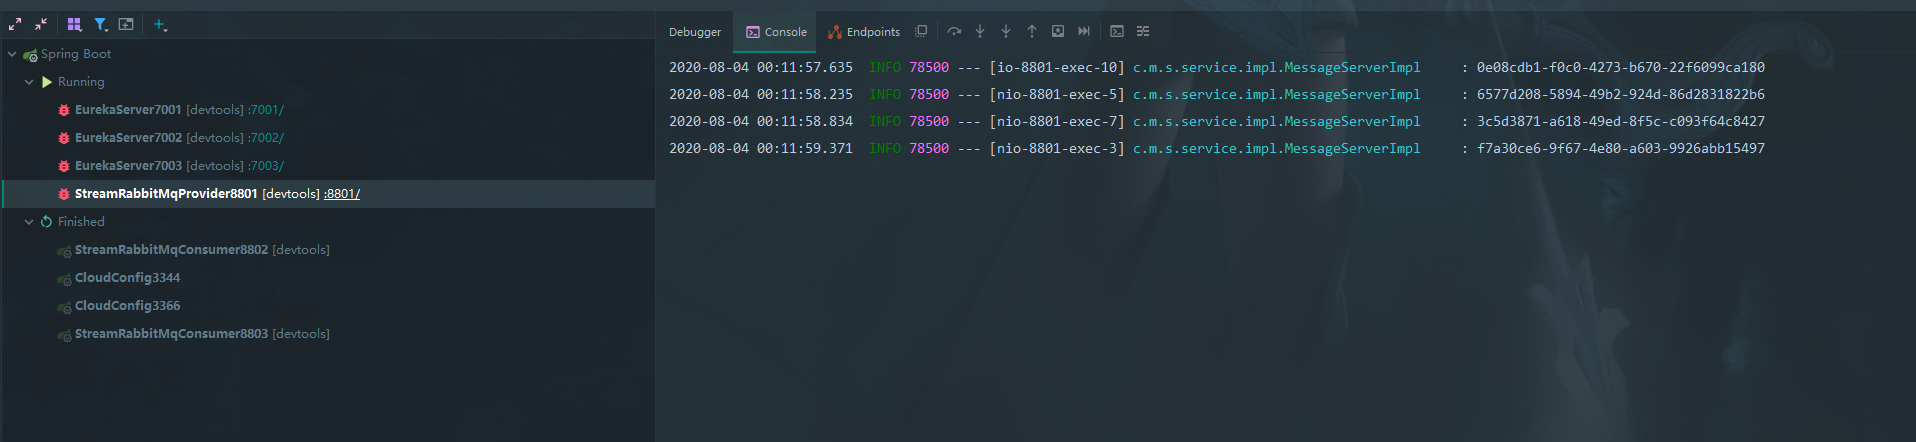 Spring Boot
Running
EurekaServer7001 [devtools] :7001/
EurekaServer7002 [devtools] :7002/
EurekaServer7003 [devtools] :7003/
StreamRabbitMqProvider8801 [devtools] :8801/
Finished
StreamRabbitMqConsumer8802 [devtools]
CloudConfig3344
CloudConfig3366
StreamRabbitMqConsumer8803 [devtools]
Debugger Console Endpoints
2020-08-04 00:11:57.635 INFO 78500 --- [io-8801-exec-10] c.m.s.service.impl.MessageServerImpl : 0e08cdb1-f0c0-4273-b670-22f6099ca180
2020-08-04 00:11:58.235 INFO 78500 --- [nio-8801-exec-5] c.m.s.service.impl.MessageServerImpl : 6577d208-5894-49b2-924d-86d2831822b6
2020-08-04 00:11:58.834 INFO 78500 --- [nio-8801-exec-7] c.m.s.service.impl.MessageServerImpl : 3c5d3871-a618-49ed-8f5c-c093f64c8427
2020-08-04 00:11:59.371 INFO 78500 --- [nio-8801-exec-3] c.m.s.service.impl.MessageServerImpl : f7a30ce6-9f67-4e80-a603-9926abb15497